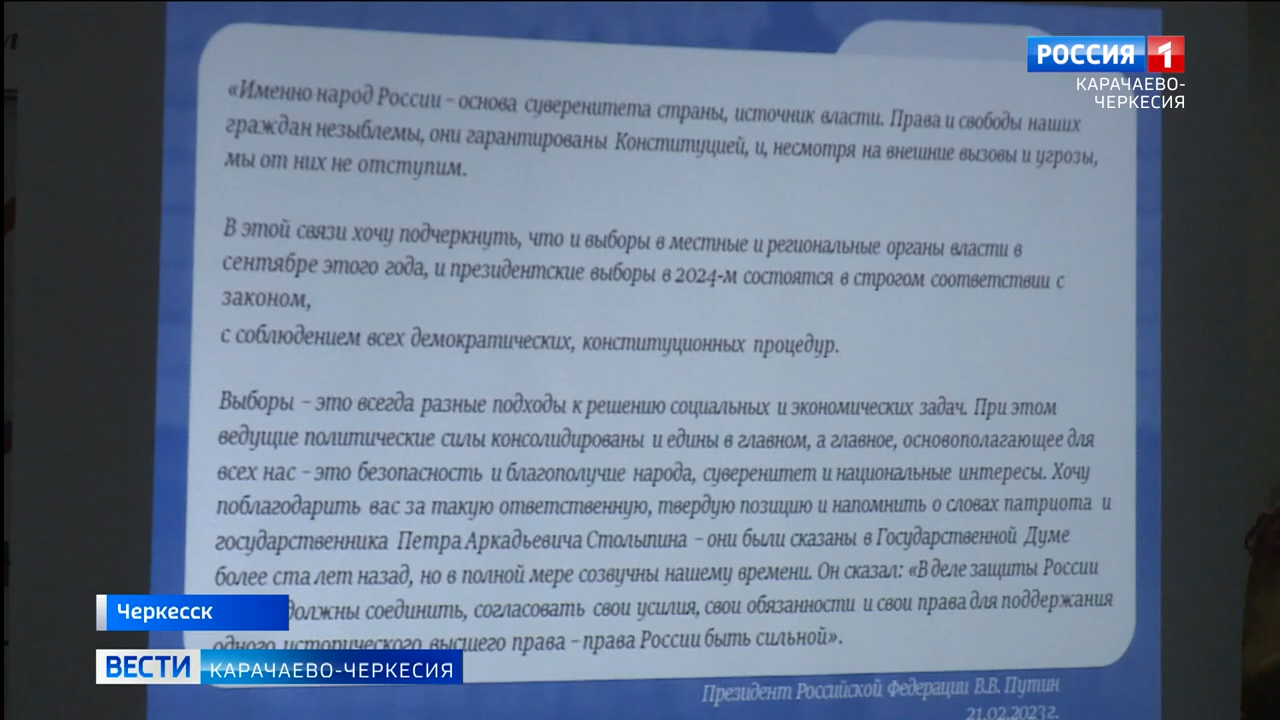 РОССИЯ 1
КАРАЧАЕВО-
ЧЕРКЕСИЯ
«Именно народ России – основа суверенитета страны, источник власти. Права и свободы наших
граждан незыблемы, они гарантированы Конституцией, и, несмотря на внешние вызовы и угрозы,
мы от них не отступим.
В этой связи хочу подчеркнуть, что и выборы в местные и региональные органы власти в
сентябре этого года, и президентские выборы в 2024-м состоятся в строгом соответствии с
законом,
с соблюдением всех демократических, конституционных процедур.
Выборы – это всегда разные подходы к решению социальных и экономических задач. При этом
ведущие политические силы консолидированы и едины в главном, а главное, основополагающее для
всех нас – это безопасность и благополучие народа, суверенитет и национальные интересы. Хочу
поблагодарить вас за такую ответственную, твердую позицию и напомнить о словах патриота и
государственника Петра Аркадьевича Столыпина – они были сказаны в Государственной Думе
более ста лет назад, но в полной мере созвучны нашему времени. Он сказал: «В деле защиты России
должны соединить, согласовать свои усилия, свои обязанности и свои права для поддержания
одного исторического высшего права – права России быть сильной».
Президент Российской Федерации В.В. Путин
21.02.2023г.
Черкесск
ВЕСТИ КАРАЧАЕВО-ЧЕРКЕСИЯ